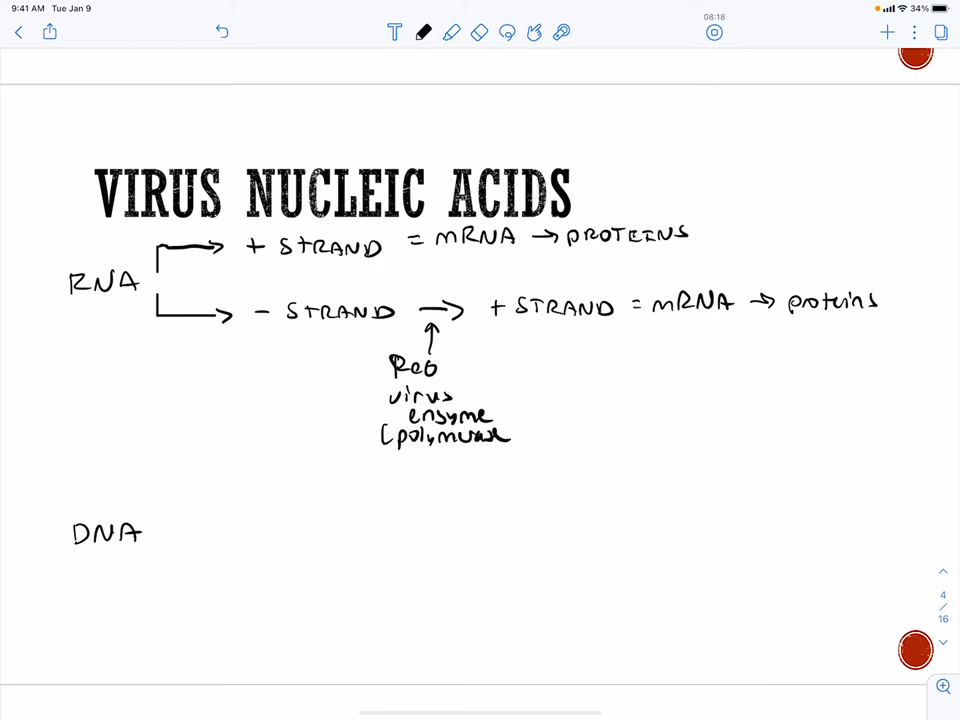 9:41 AM Tue Jan 9
34%
08:18
VIRUS NUCLEIC ACIDS
+ STRAND = mRNA → PROTEINS
RNA
- STRAND → + STRAND = mRNA → proteins
virus
enzyme
(polymerase
DNA
4
/
16